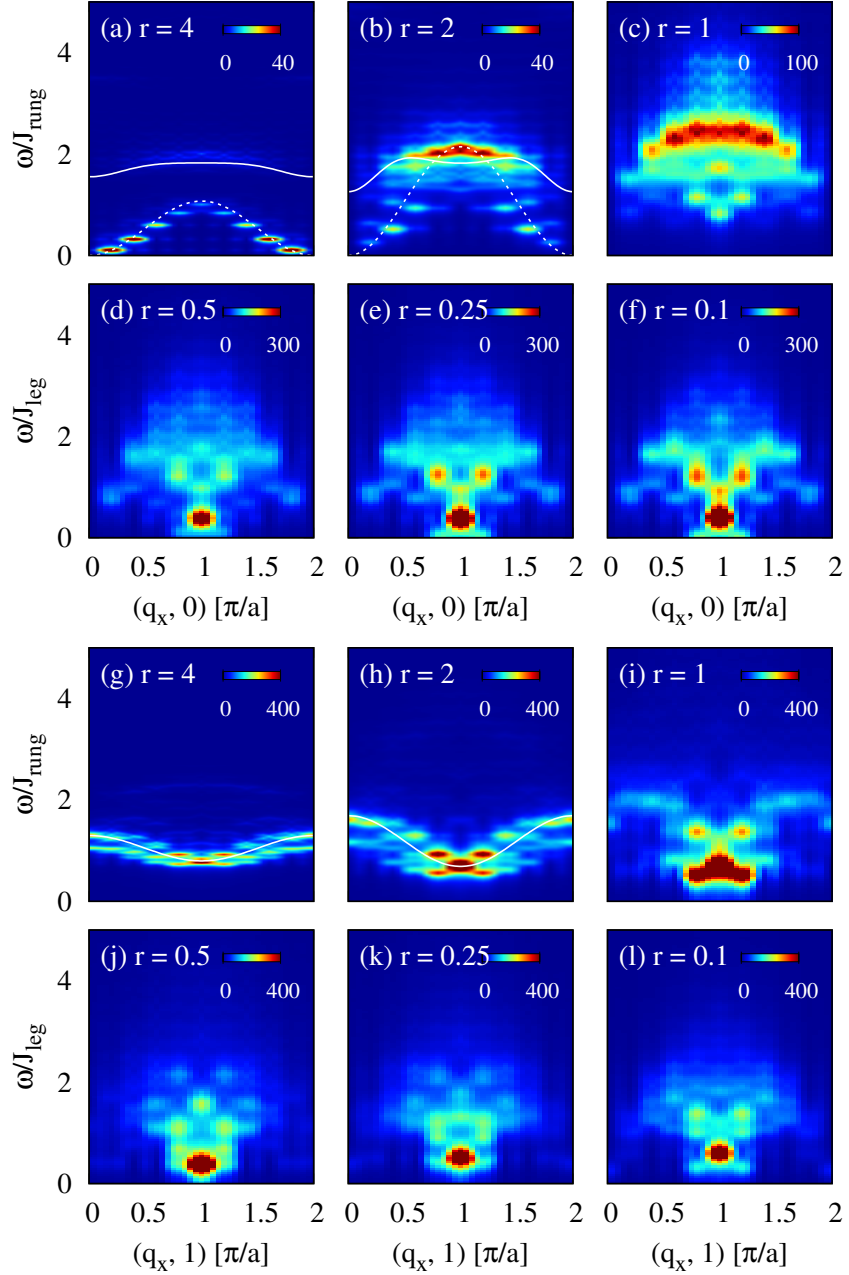 (a) r = 4
0 40
(b) r = 2
0 40
(c) r = 1
0 100
4
2
0
ω/J_rung
(d) r = 0.5
0 300
(e) r = 0.25
0 300
(f) r = 0.1
0 300
4
2
0
ω/J_leg
0 0.5 1 1.5 2
0 0.5 1 1.5 2
0 0.5 1 1.5 2
(q_x, 0) [π/a]
(q_x, 0) [π/a]
(q_x, 0) [π/a]
(g) r = 4
0 400
(h) r = 2
0 400
(i) r = 1
0 400
4
2
0
ω/J_rung
(j) r = 0.5
0 400
(k) r = 0.25
0 400
(l) r = 0.1
0 400
4
2
0
ω/J_leg
0 0.5 1 1.5 2
0 0.5 1 1.5 2
0 0.5 1 1.5 2
(q_x, 1) [π/a]
(q_x, 1) [π/a]
(q_x, 1) [π/a]